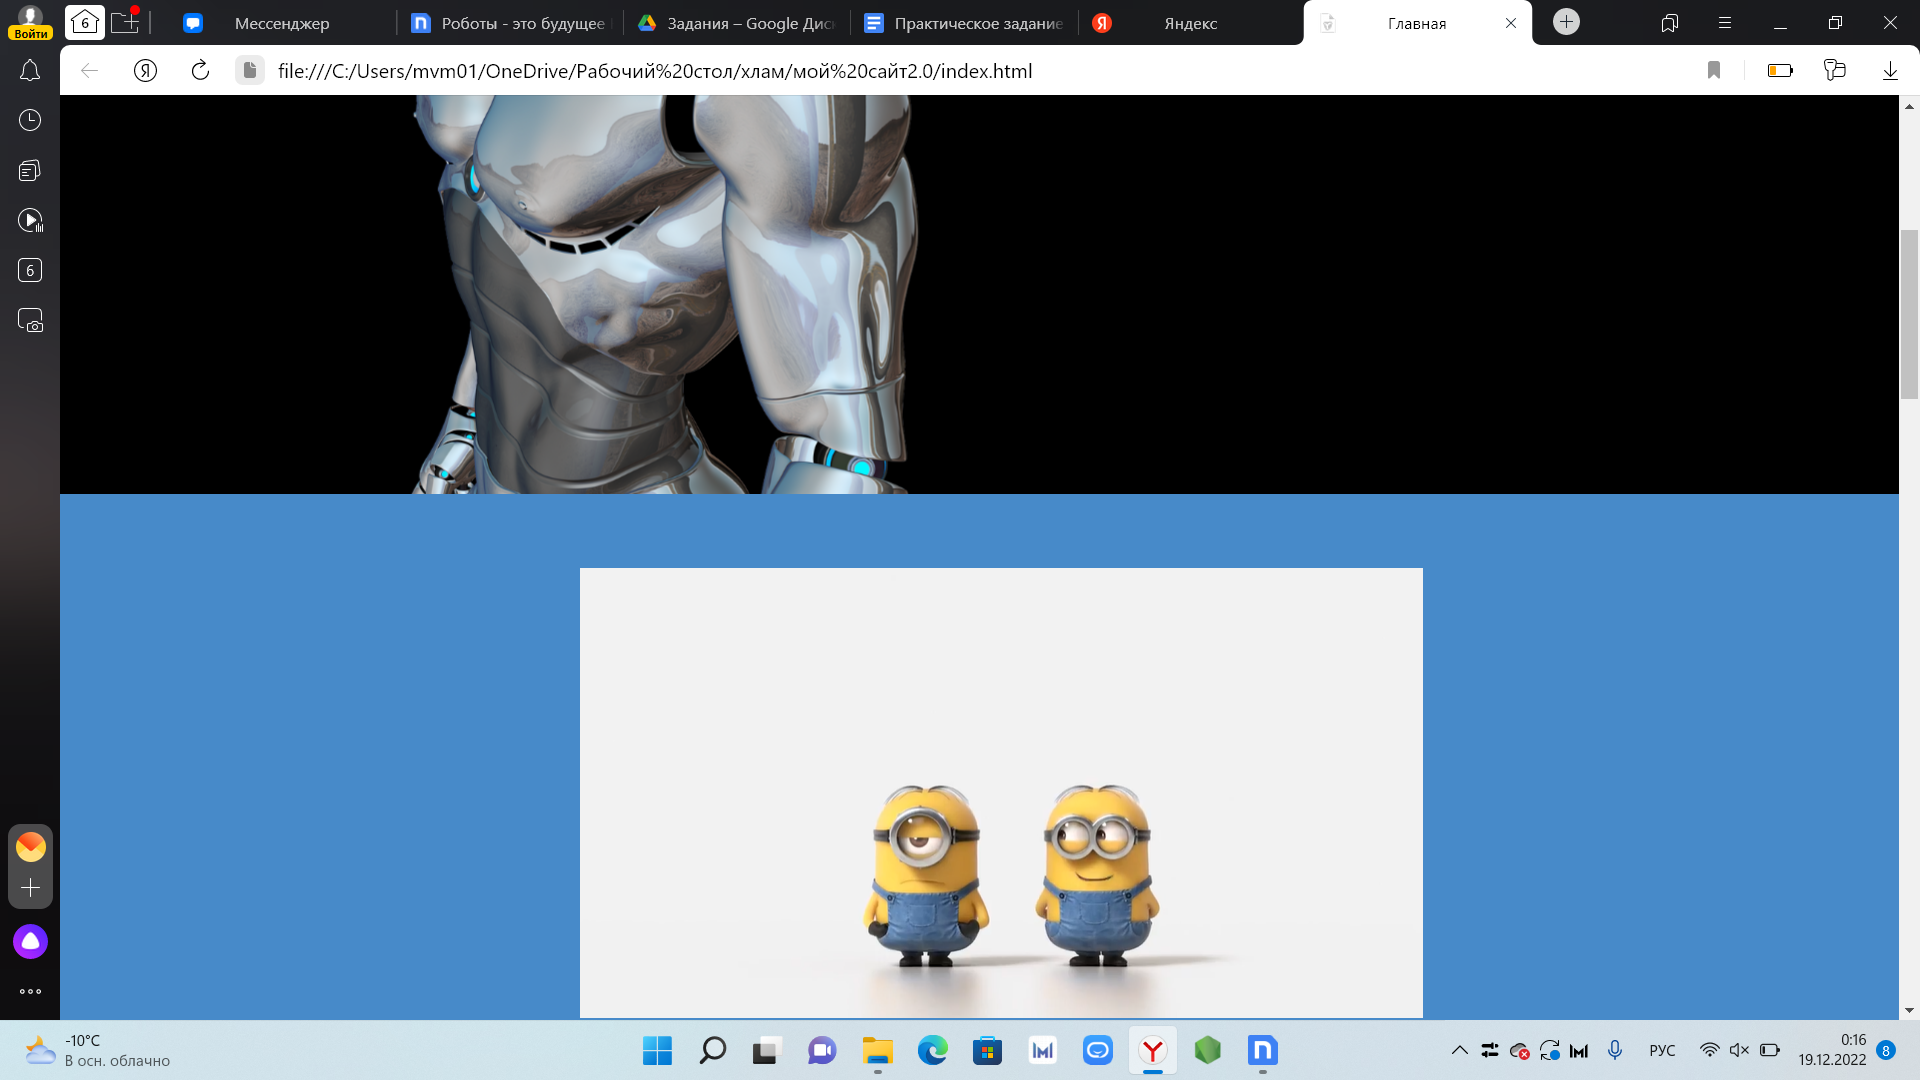 Войти
6
Мессенджер
Роботы - это будущее
Задания – Google Дис
Практическое задание
Я
Яндекс
Главная
Я
file:///C:/Users/mvm01/OneDrive/Рабочий%20стол/хлам/мой%20сайт2.0/index.html
6
-10°C
В осн. облачно
РУС
0:16
19.12.2022
8